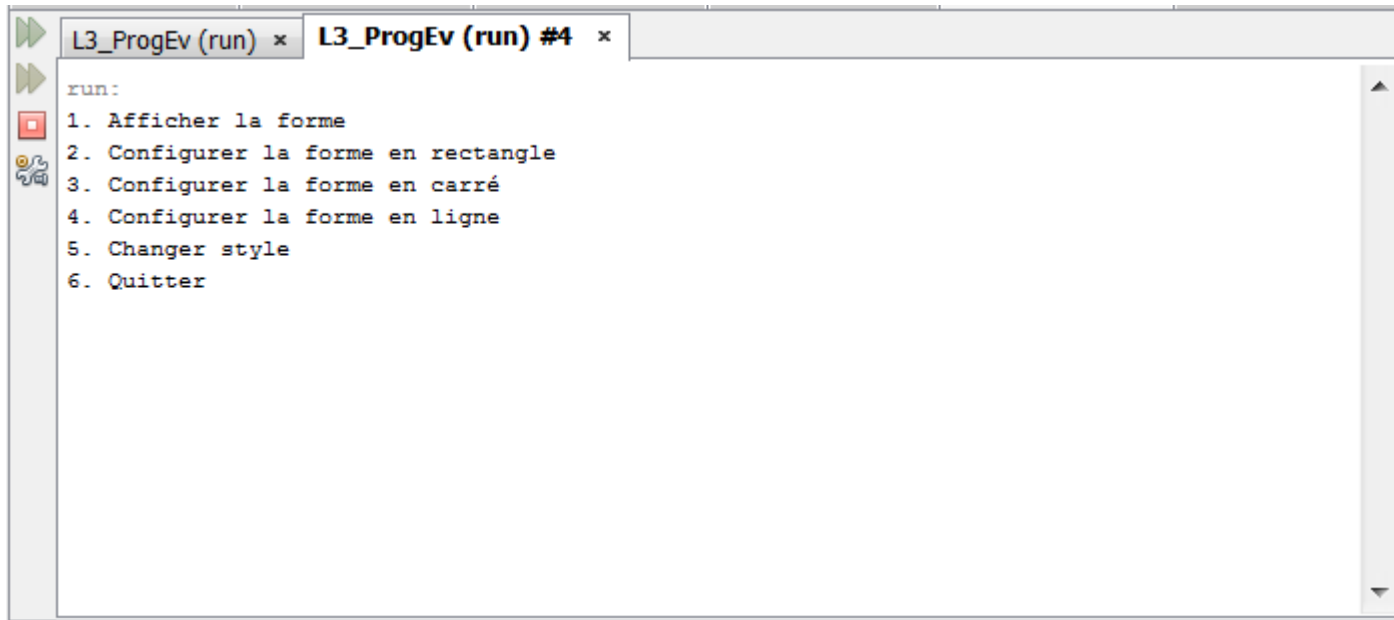 L3_ProgEv (run) × L3_ProgEv (run) #4 ×
run:
1. Afficher la forme
2. Configurer la forme en rectangle
3. Configurer la forme en carré
4. Configurer la forme en ligne
5. Changer style
6. Quitter